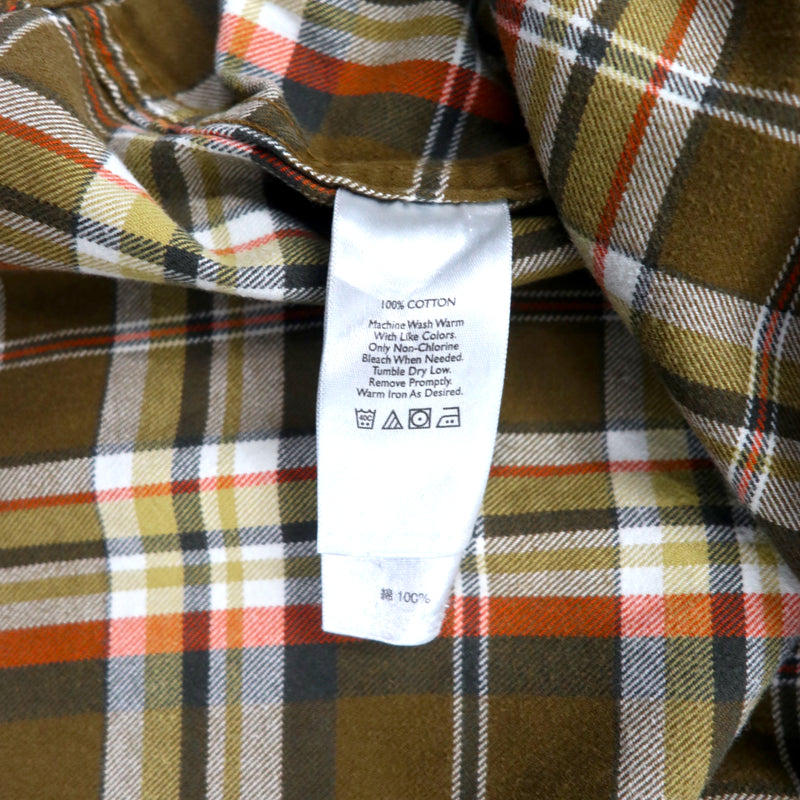 100% COTTON
Machine Wash Warm
With Like Colors.
Only Non-Chlorine
Bleach When Needed.
Tumble Dry Low.
Remove Promptly.
Warm Iron As Desired.
40C
綿 100%